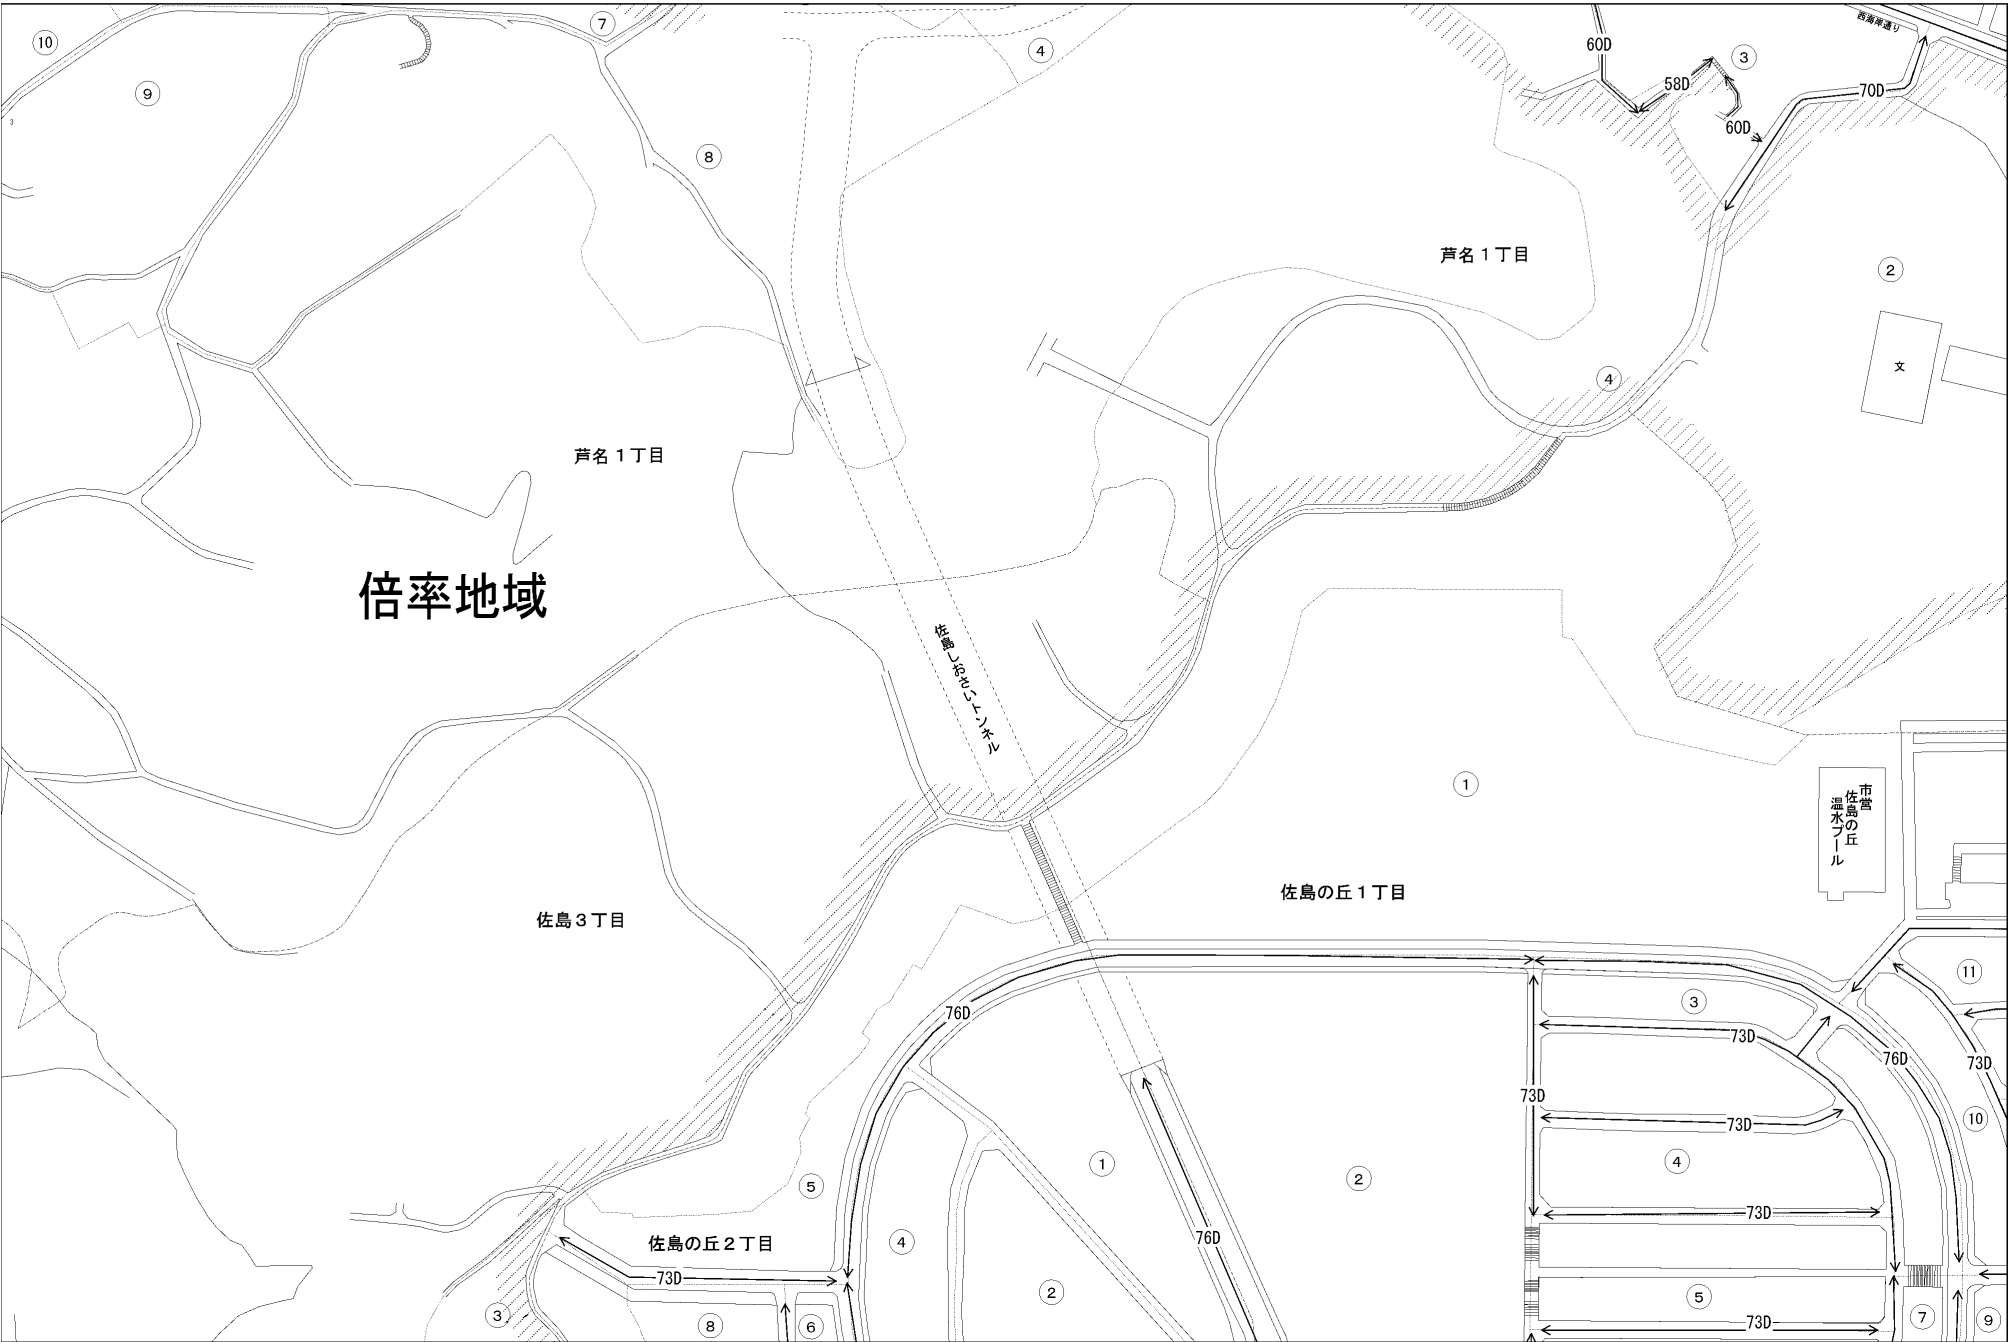 ⑦
⑩
④
60D
③
西海岸通り
58D
70D
⑨
3
60D
⑧
芦名１丁目
②
文
④
芦名１丁目
倍率地域
佐島しおさいトンネル
①
市営
佐島の丘
温水プール
佐島の丘１丁目
佐島３丁目
⑪
③
76D
73D
76D
73D
73D
⑩
73D
①
④
②
⑤
73D
④
76D
佐島の丘２丁目
73D
②
⑤
③
⑧
⑥
⑦
⑨
73D